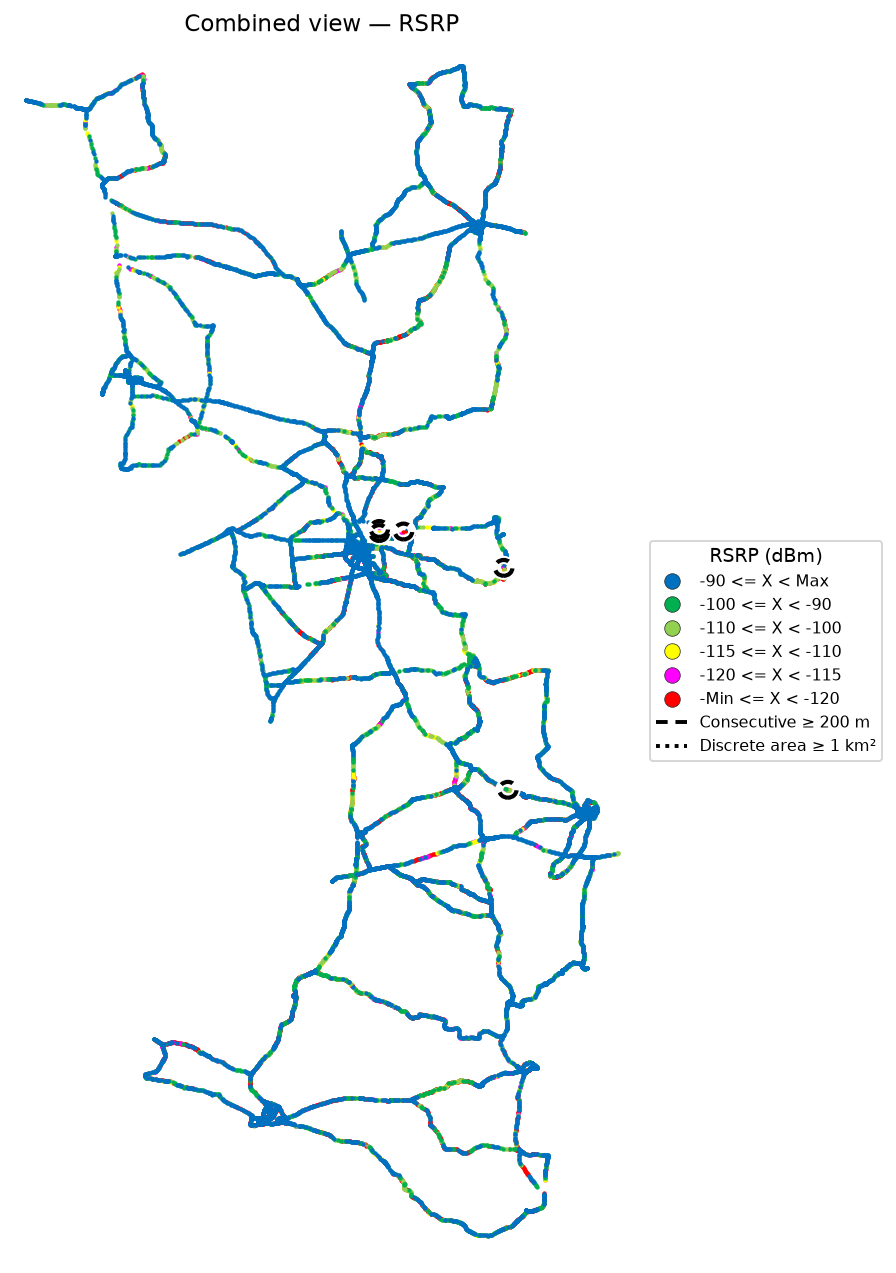 Combined view — RSRP
RSRP (dBm)
-90 <= X < Max
-100 <= X < -90
-110 <= X < -100
-115 <= X < -110
-120 <= X < -115
-Min <= X < -120
Consecutive ≥ 200 m
Discrete area ≥ 1 km²